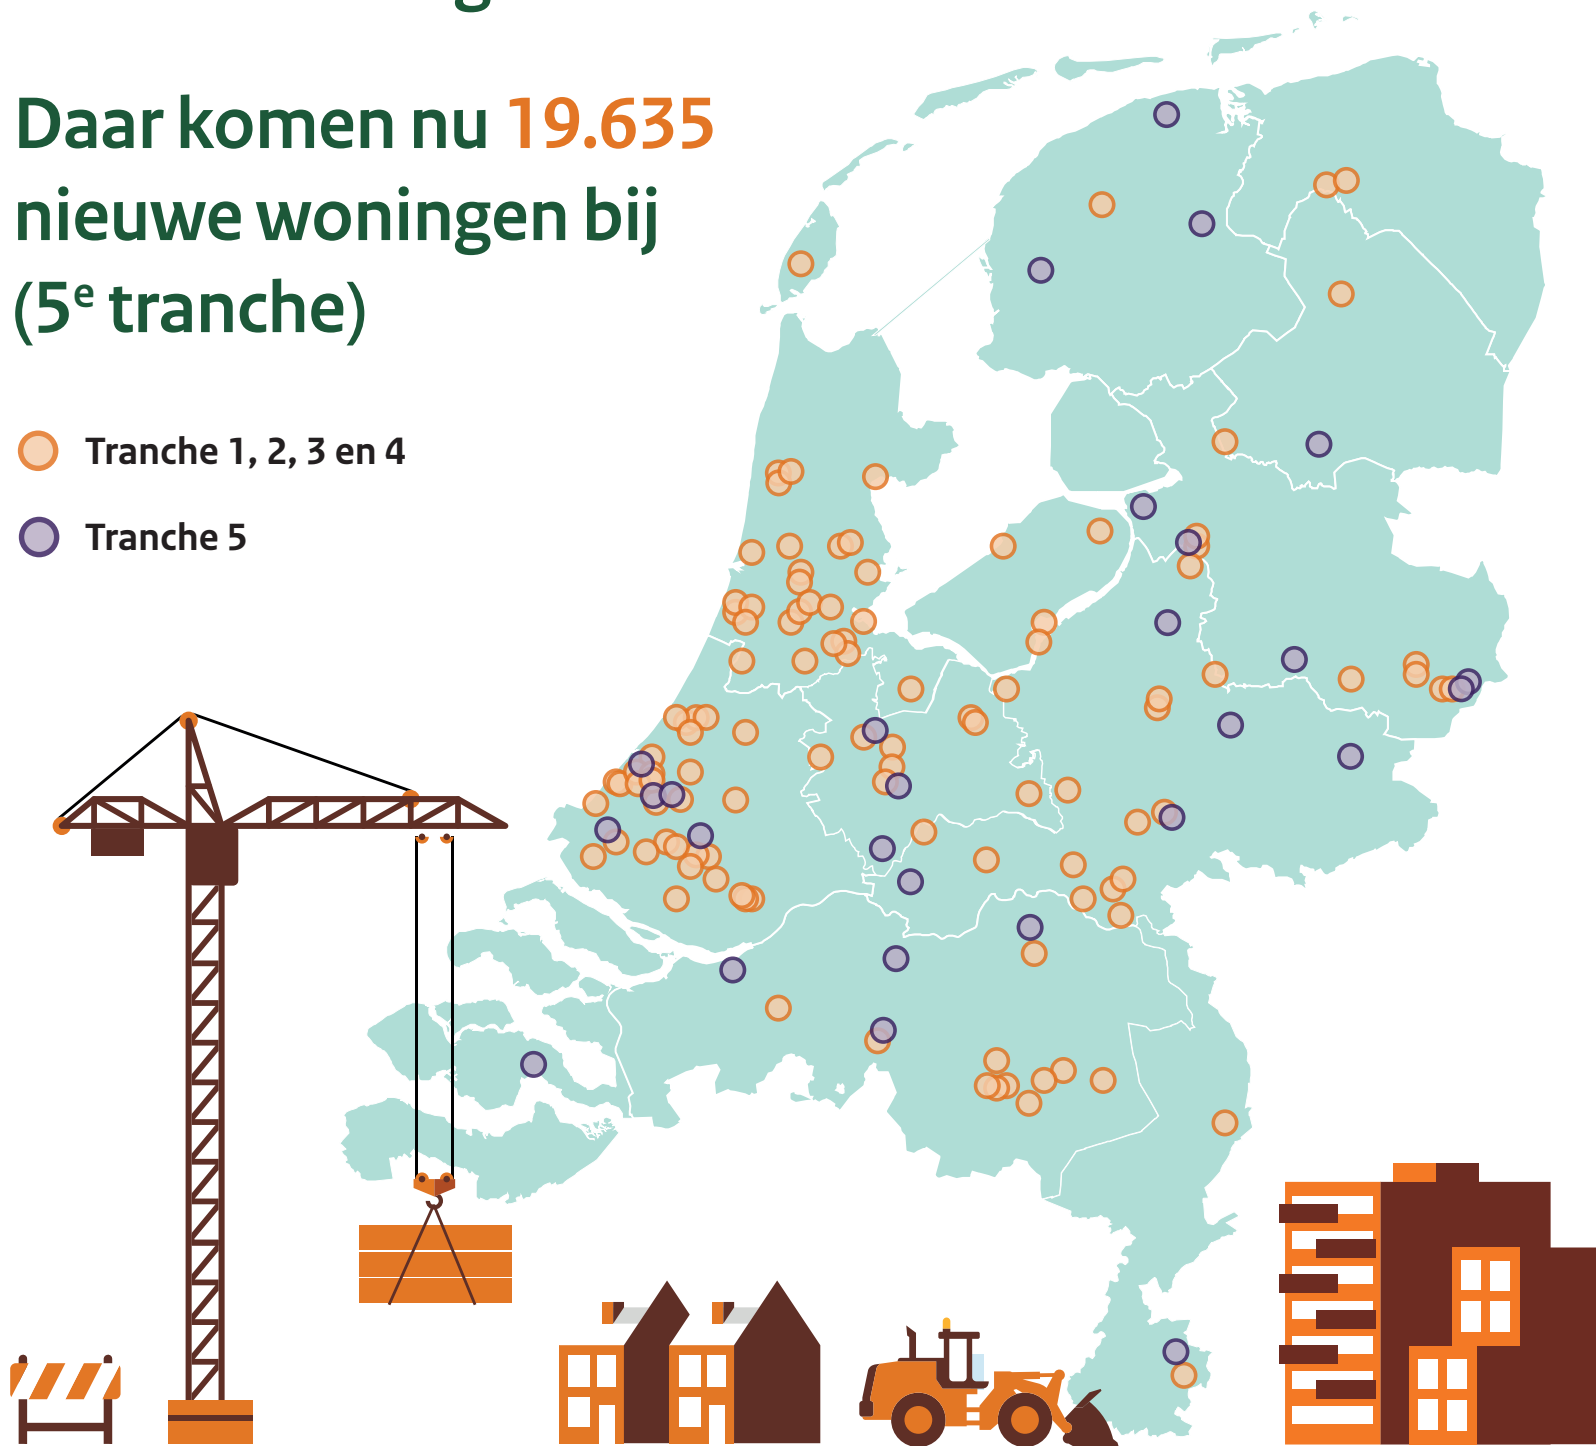 Daar komen nu 19.635
nieuwe woningen bij
(5e tranche)
Tranche 1, 2, 3 en 4
Tranche 5